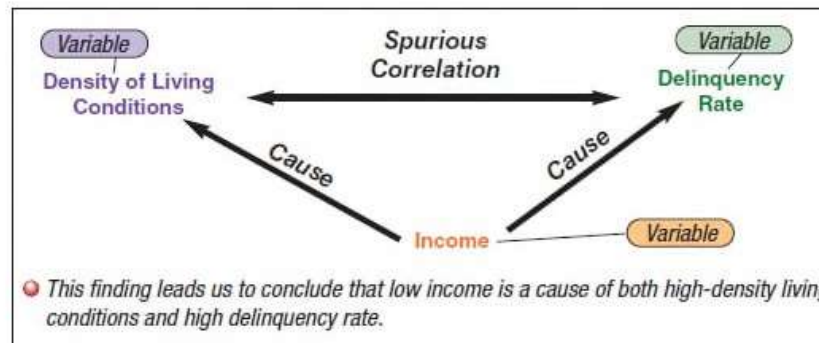 Variable
Spurious
Correlation
Variable
Density of Living
Conditions
Delinquency
Rate
Cause
Cause
Income
Variable
This finding leads us to conclude that low income is a cause of both high-density living
conditions and high delinquency rate.